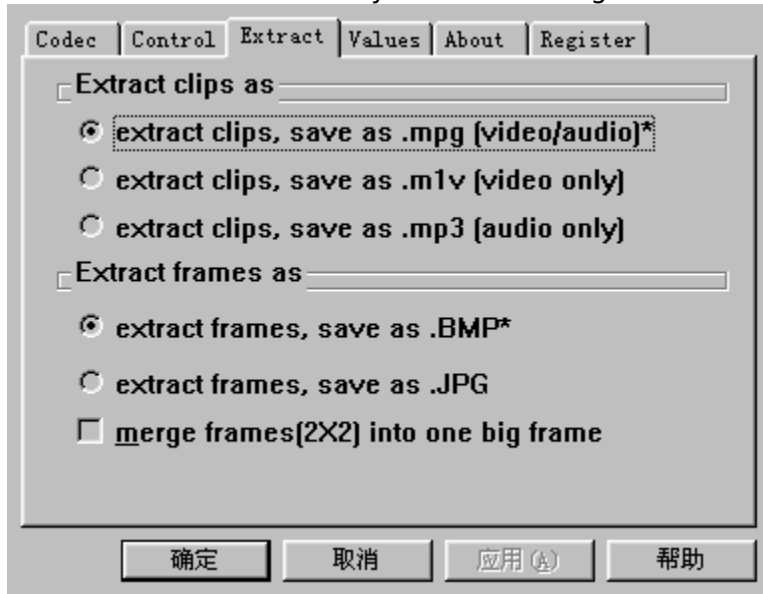 Codec Control Extract Values About Register
Extract clips as
extract clips, save as .mpg (video/audio)*
extract clips, save as .m1v (video only)
extract clips, save as .mp3 (audio only)
Extract frames as
extract frames, save as .BMP*
extract frames, save as .JPG
merge frames(2X2) into one big frame
确定 取消 应用(A) 帮助